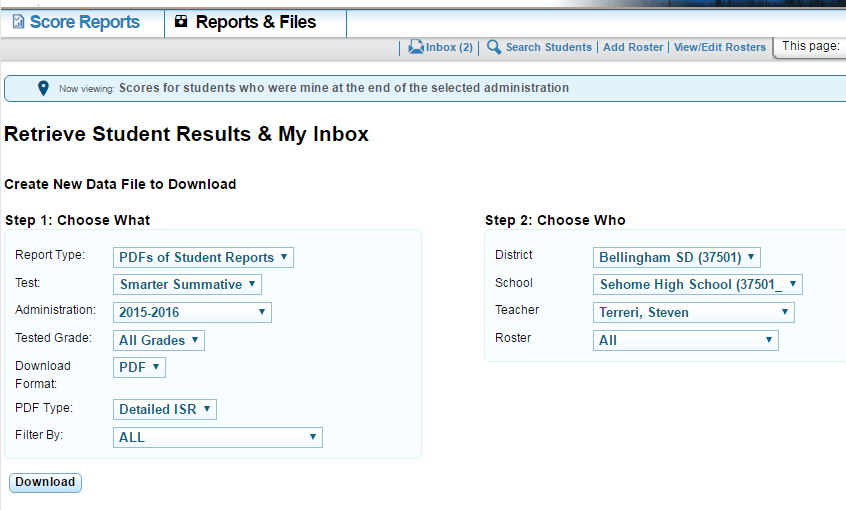 Score Reports
Reports & Files
Inbox (2) | Search Students | Add Roster | View/Edit Rosters
This page:
Now viewing: Scores for students who were mine at the end of the selected administration
Retrieve Student Results & My Inbox
Create New Data File to Download
Step 1: Choose What
Report Type: PDFs of Student Reports
Test: Smarter Summative
Administration: 2015-2016
Tested Grade: All Grades
Download
Format: PDF
PDF Type: Detailed ISR
Filter By: ALL
Download
Step 2: Choose Who
District Bellingham SD (37501)
School Sehome High School (37501_
Teacher Terreri, Steven
Roster All